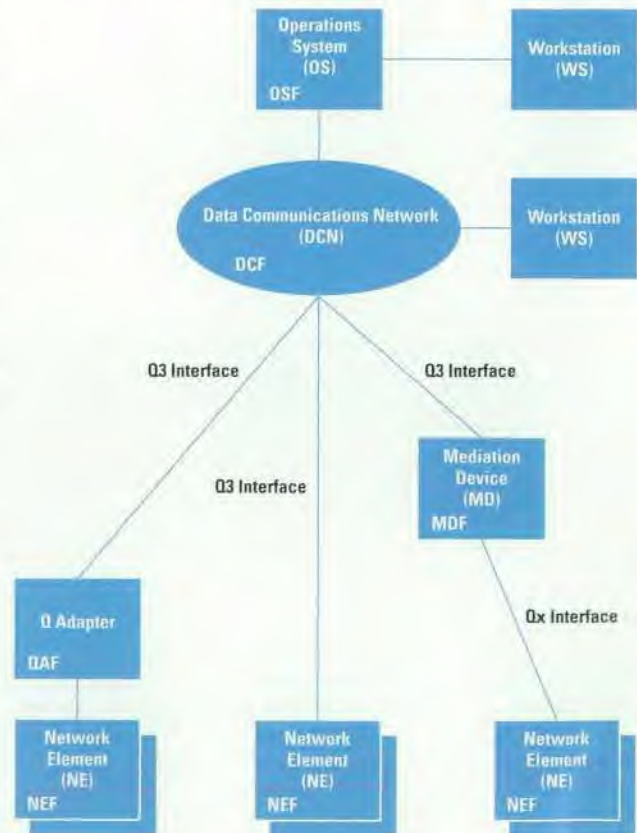 Operations
System
(OS)
OSF
Workstation
(WS)
Data Communications Network
(DCN)
DCF
Workstation
(WS)
Q3 Interface
Q3 Interface
Q3 Interface
Mediation
Device
(MD)
MDF
Qx Interface
Q Adapter
QAF
Network
Element
(NE)
NEF
Network
Element
(NE)
NEF
Network
Element
(NE)
NEF